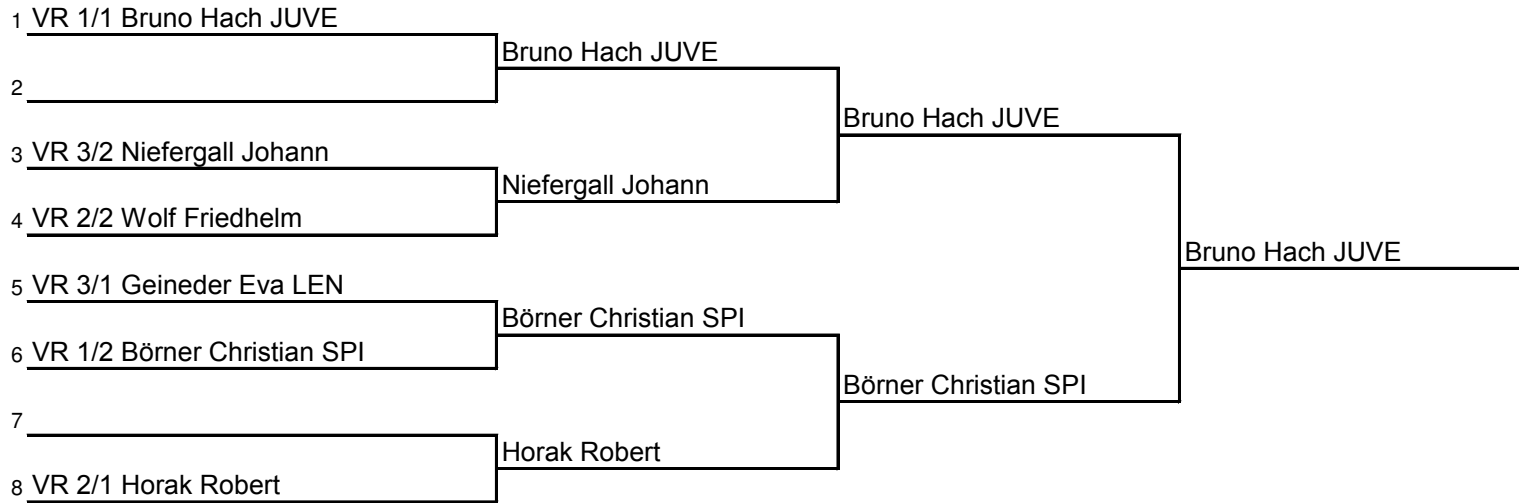 1 VR 1/1 Bruno Hach JUVE
Bruno Hach JUVE
2
Bruno Hach JUVE
3 VR 3/2 Niefergall Johann
Niefergall Johann
4 VR 2/2 Wolf Friedhelm
Bruno Hach JUVE
5 VR 3/1 Geineder Eva LEN
Börner Christian SPI
6 VR 1/2 Börner Christian SPI
Börner Christian SPI
7
Horak Robert
8 VR 2/1 Horak Robert